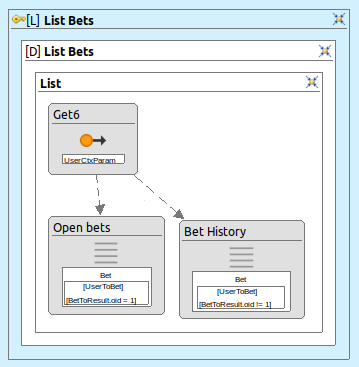 [L] List Bets
[D] List Bets
List
Get6
UserCtxParam
Open bets
Bet
[UserToBet]
[BetToResult.oid = 1]
Bet History
Bet
[UserToBet]
[BetToResult.oid != 1]